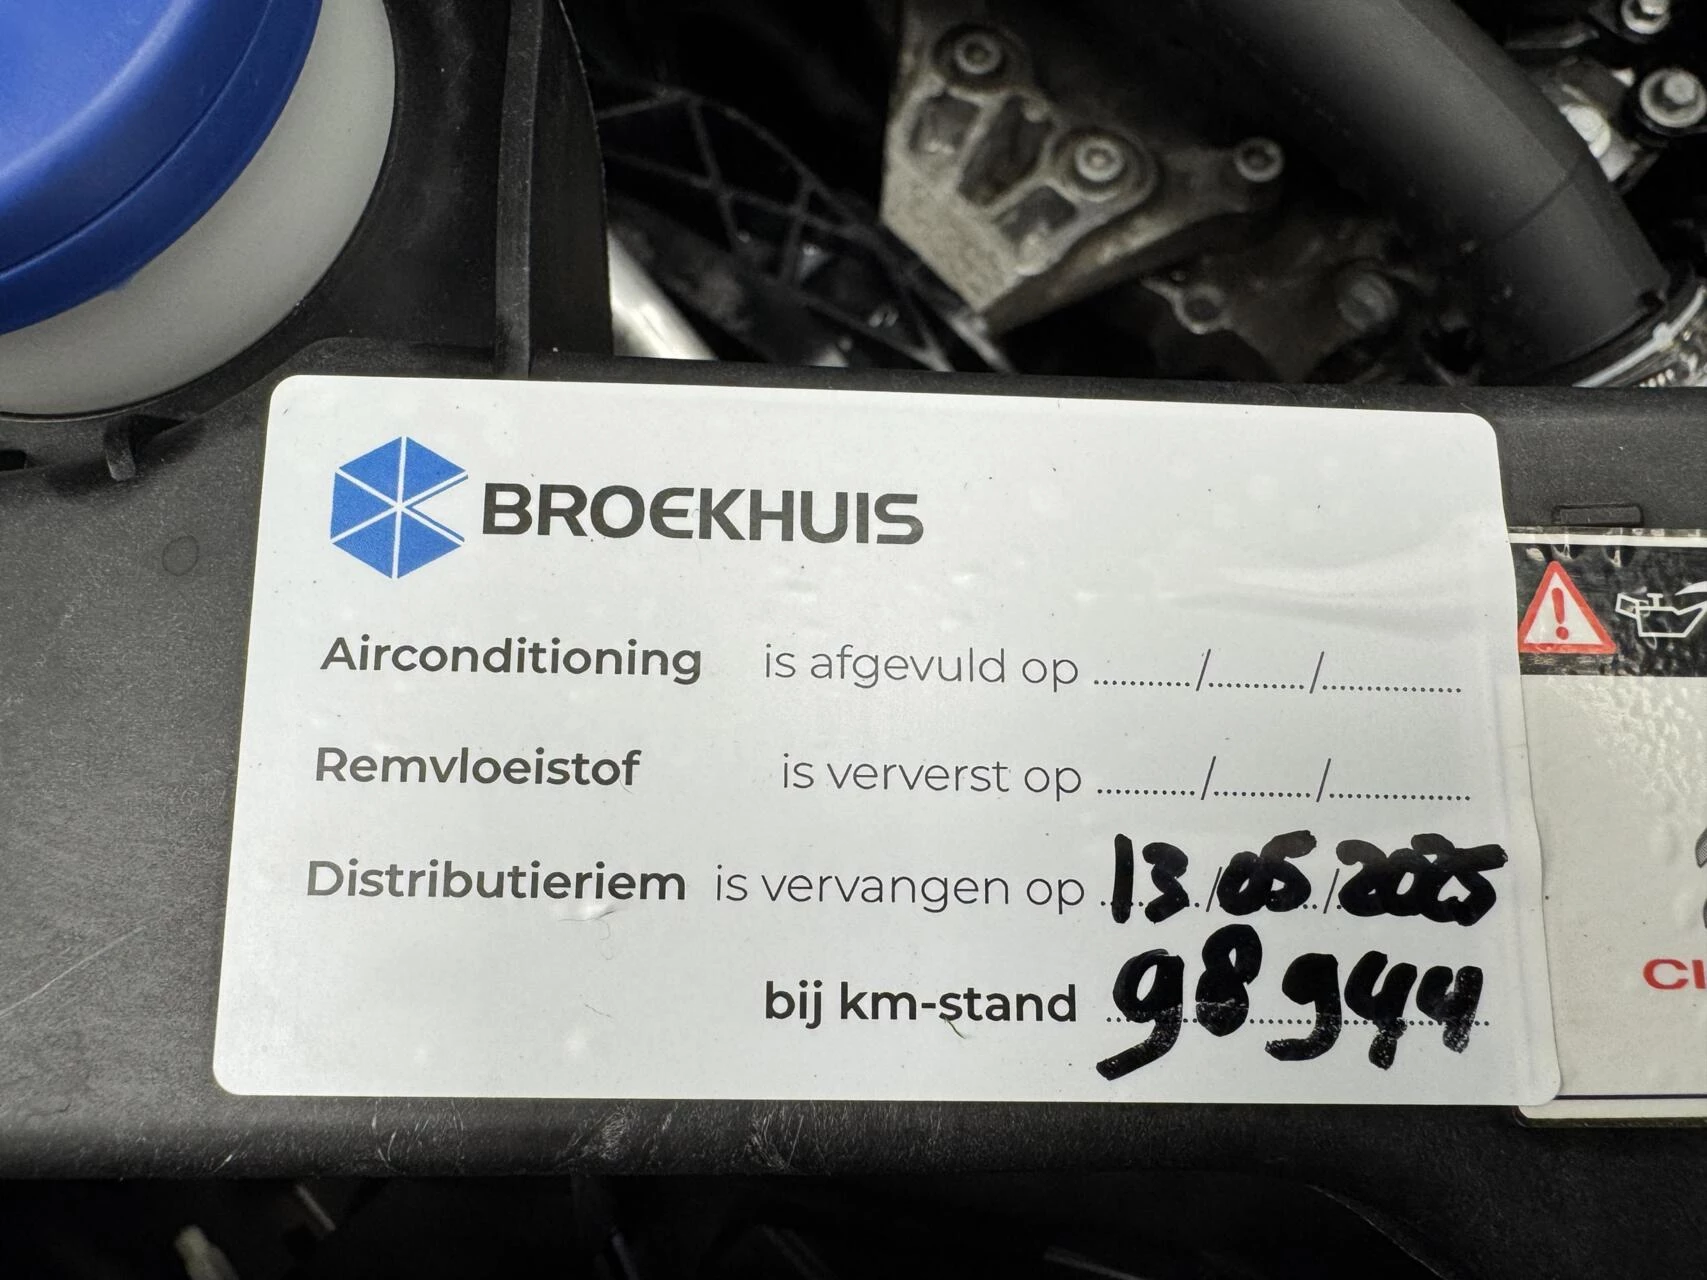 BROEKHUIS
Airconditioning is afgevuld op ........../........../..............
Remvloeistof is ververst op ........../........../..............
Distributieriem is vervangen op 13/05/2025
bij km-stand 98944